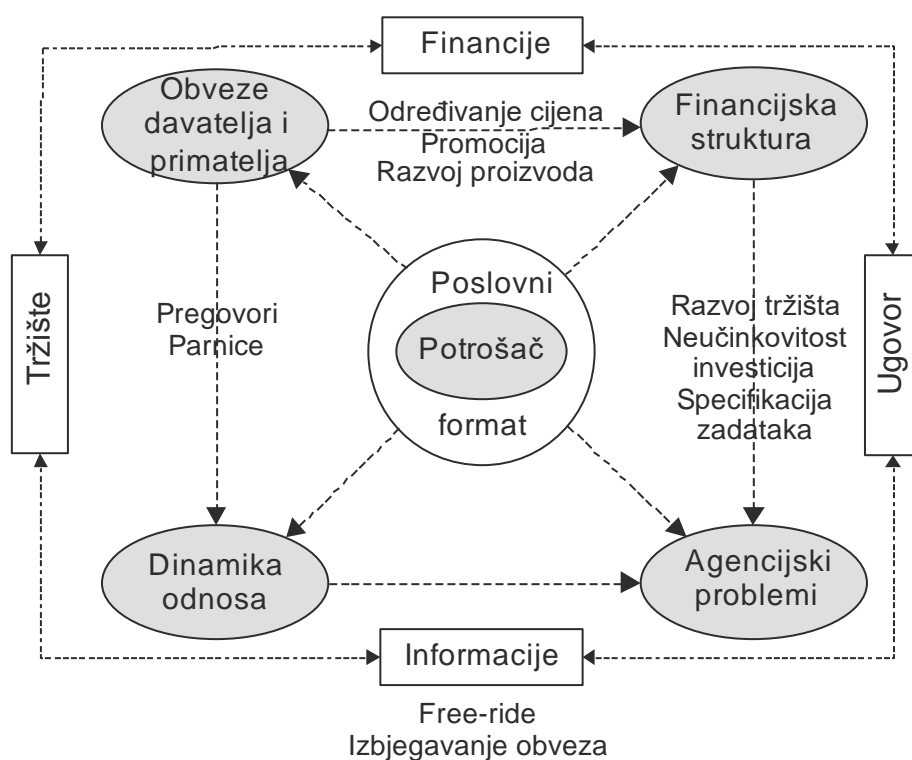 Financije
Obveze
davatelja i
primatelja
Određivanje cijena
Promocija
Razvoj proizvoda
Financijska
struktura
Tržište
Pregovori
Parnice
Poslovni
Potrošač
format
Razvoj tržišta
Neučinkovitost
investicija
Specifikacija
zadataka
Ugovor
Dinamika
odnosa
Agencijski
problemi
Informacije
Free-ride
Izbjegavanje obveza